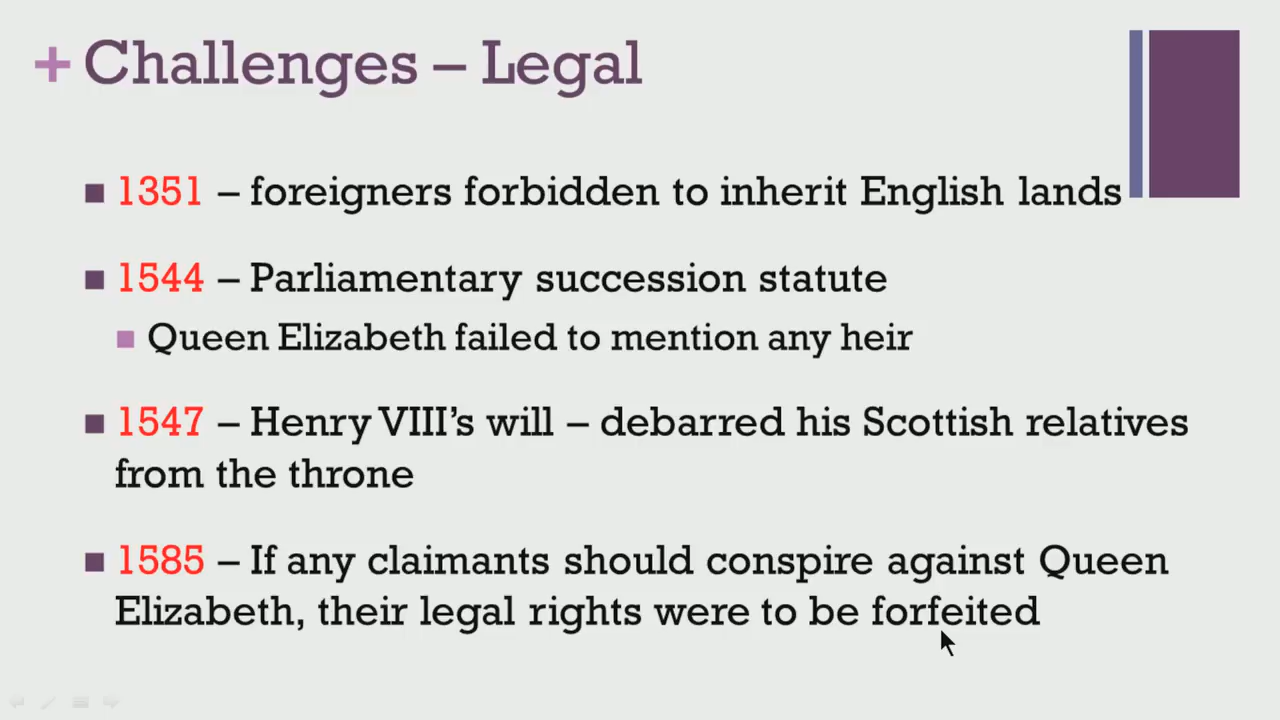 + Challenges – Legal
■ 1351 – foreigners forbidden to inherit English lands
■ 1544 – Parliamentary succession statute
■ Queen Elizabeth failed to mention any heir
■ 1547 – Henry VIII’s will – debarred his Scottish relatives
from the throne
■ 1585 – If any claimants should conspire against Queen
Elizabeth, their legal rights were to be forfeited